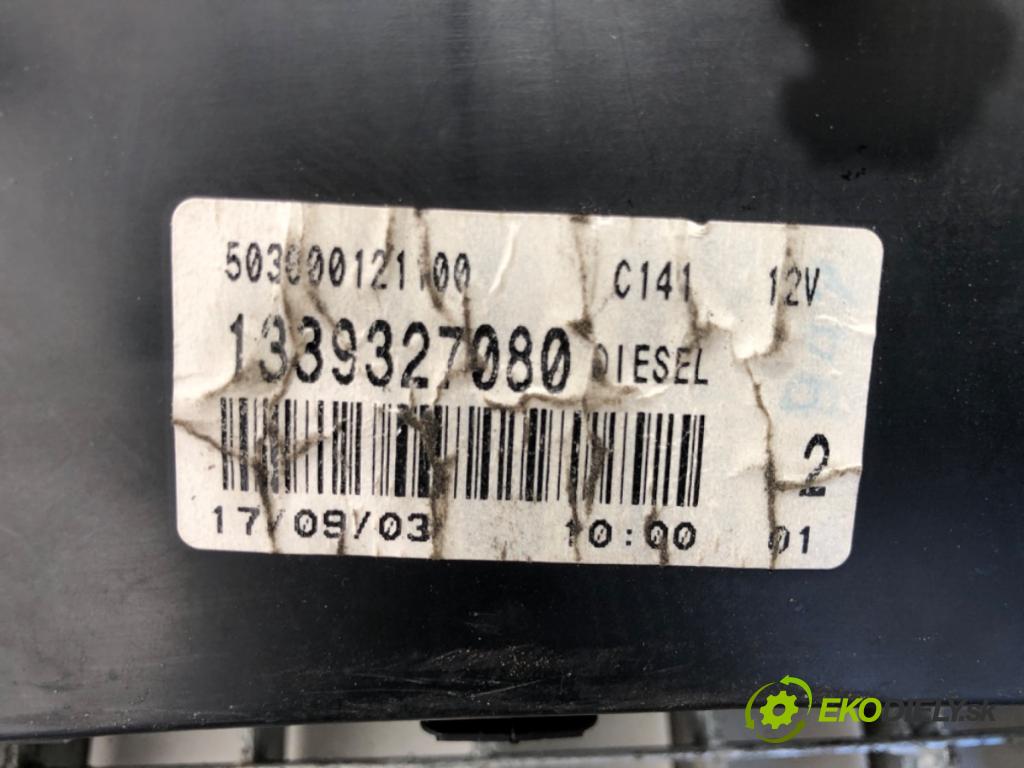 503000121100 C141 12V
1339327080 DIESEL
2
17/09/03 10:00 01
EKODIELY.SK